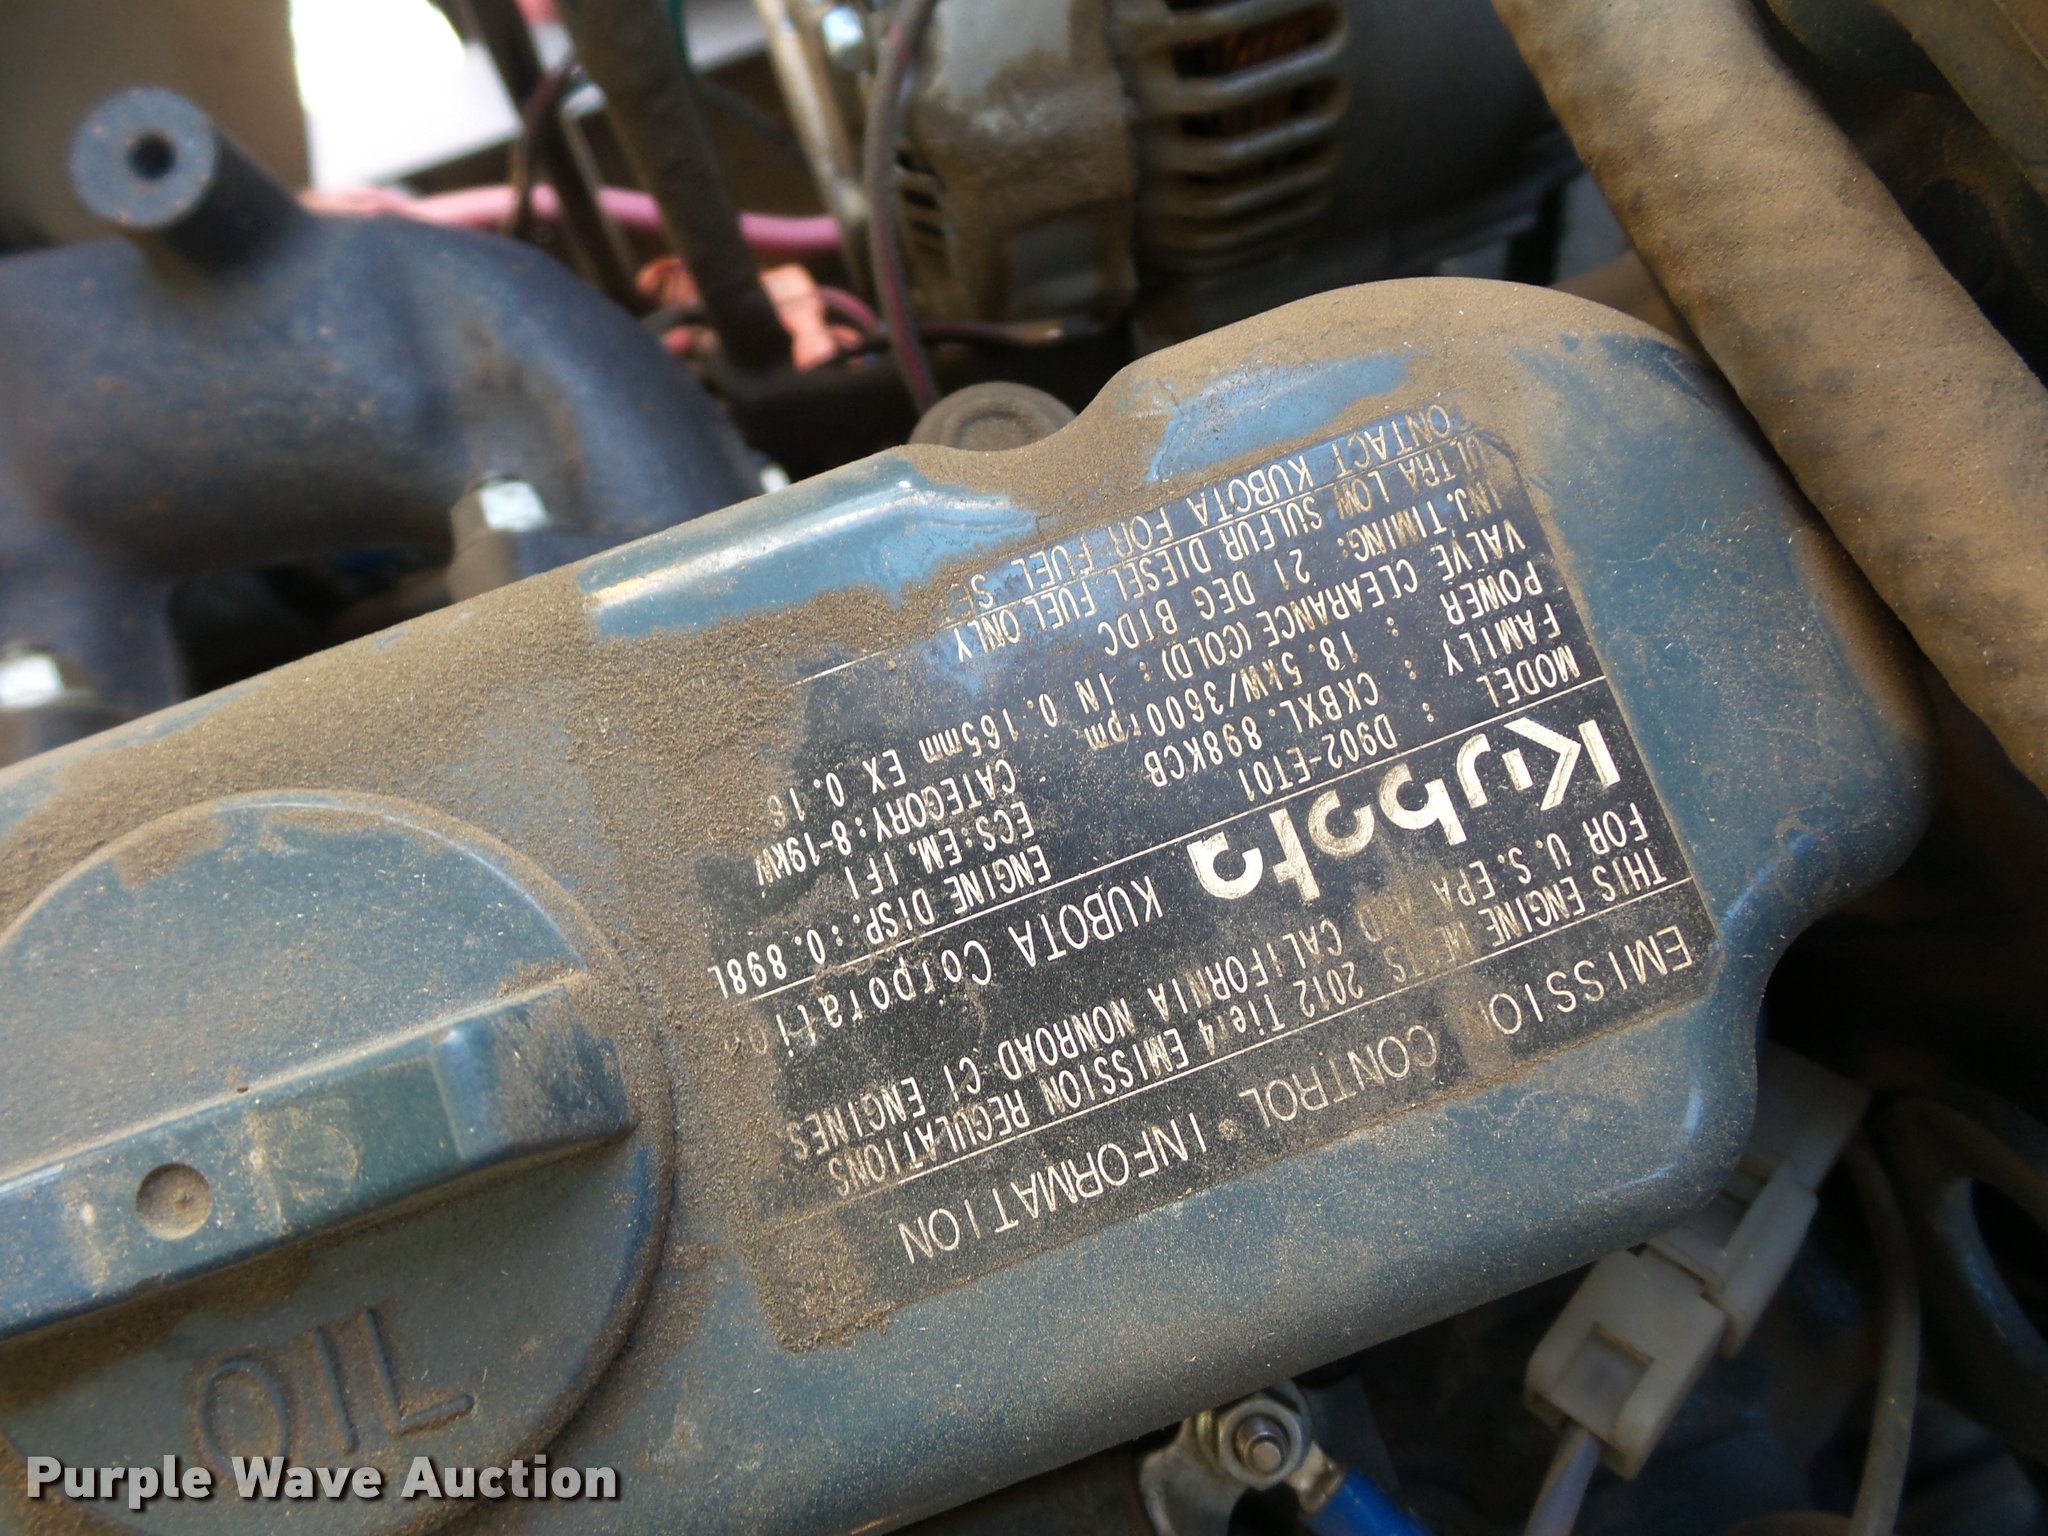 EMISSION CONTROL INFORMATION
THIS ENGINE MEETS 2012 Tier4 EMISSION REGULATIONS
FOR U.S. EPA AND CALIFORNIA NONROAD CI ENGINES.
Kubota KUBOTA Corporation
MODEL : D902-ET01 ENGINE DISP.: 0.898L
FAMILY : CKBXL.898KCB ECS:EM, IFI
POWER : 18.5kW/3600rpm CATEGORY:8-19kW
VALVE CLEARANCE(COLD): IN 0.165mm EX 0.16
INJ.TIMING: 21 DEG BTDC
ULTRA LOW SULFUR DIESEL FUEL ONLY
CONTACT KUBOTA FOR FUEL
OIL
Purple Wave Auction